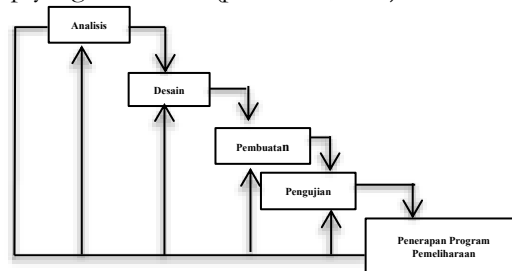 Analisis
Desain
Pembuatan
Pengujian
Penerapan Program
Pemeliharaan